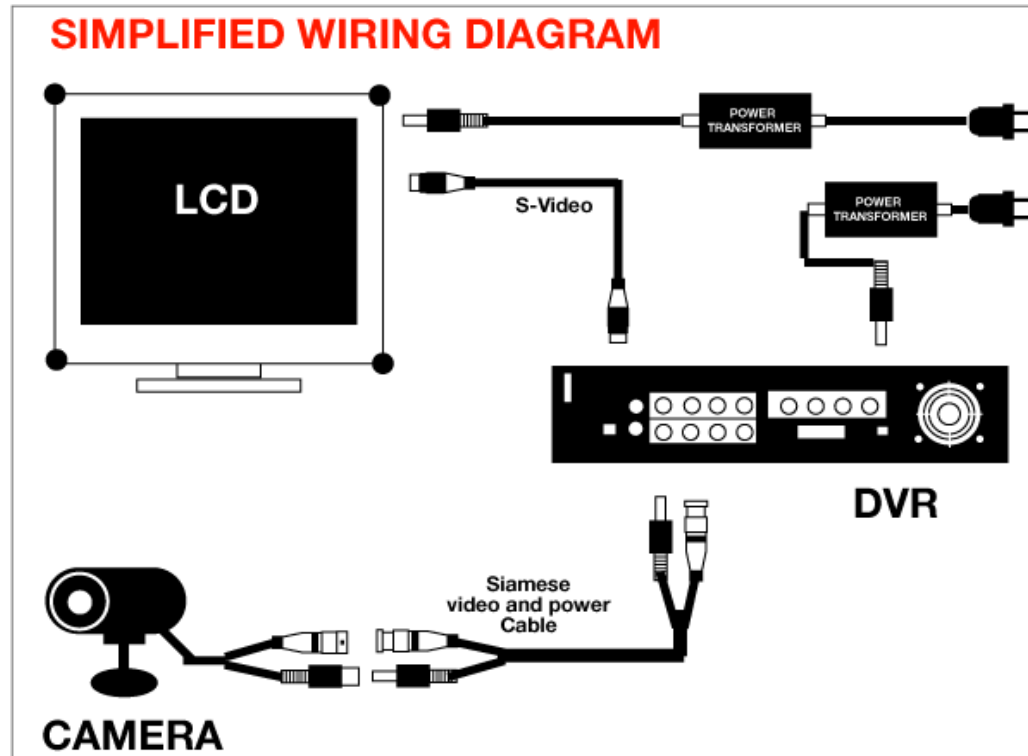 SIMPLIFIED WIRING DIAGRAM
LCD
POWER
TRANSFORMER
S-Video
POWER
TRANSFORMER
DVR
Siamese
video and power
Cable
CAMERA